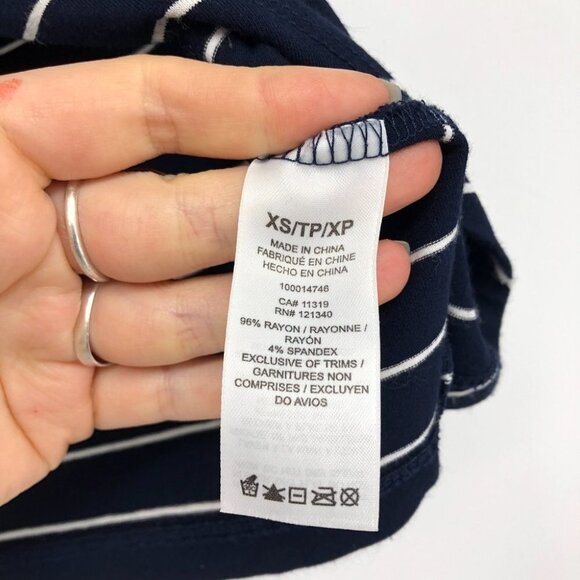 XS/TP/XP
MADE IN CHINA
FABRIQUÉ EN CHINE
HECHO EN CHINA
100014746
CA# 11319
RN# 121340
96% RAYON / RAYONNE /
RAYÓN
4% SPANDEX
EXCLUSIVE OF TRIMS /
GARNITURES NON
COMPRISES / EXCLUYEN
DO AVIOS